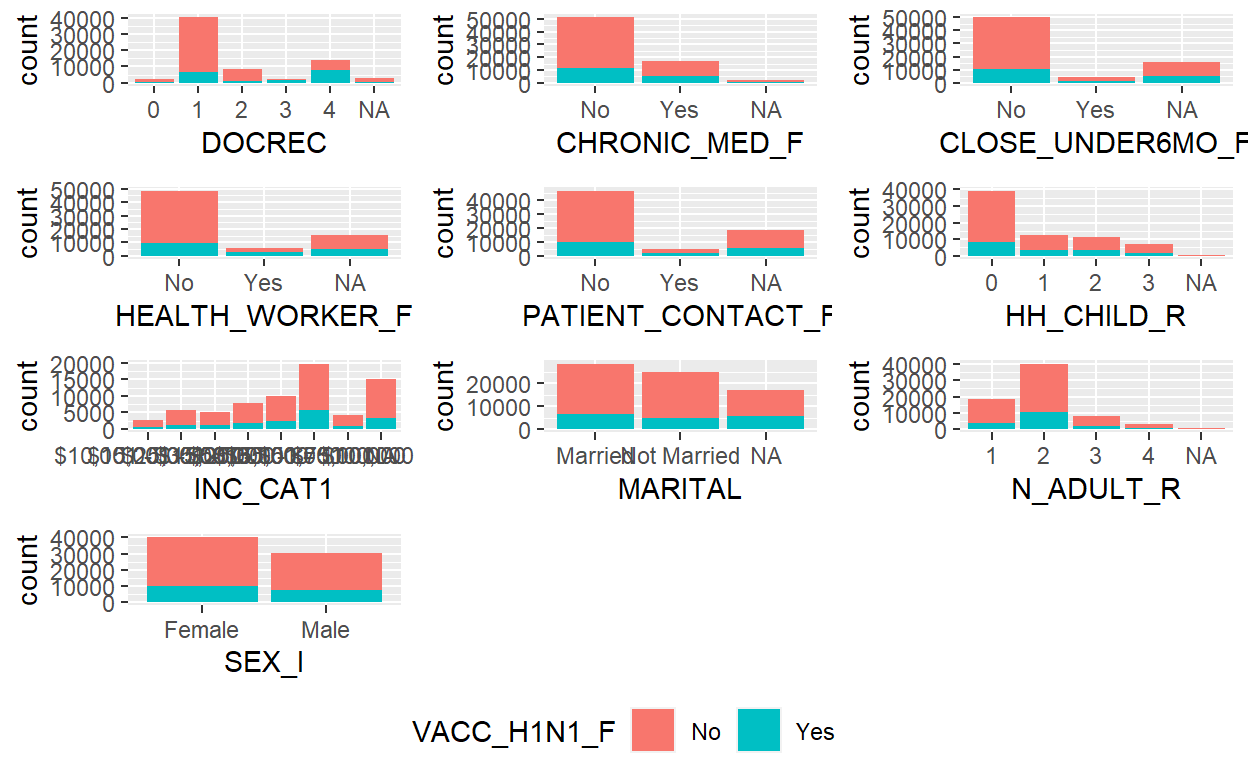 count
40000
30000
20000
10000
0
0 1 2 3 4 NA
DOCREC
count
50000
40000
30000
20000
10000
0
No Yes NA
CHRONIC_MED_F
count
50000
40000
30000
20000
10000
0
No Yes NA
CLOSE_UNDER6MO_F
count
50000
40000
30000
20000
10000
0
No Yes NA
HEALTH_WORKER_F
count
40000
30000
20000
10000
0
No Yes NA
PATIENT_CONTACT_F
count
40000
30000
20000
10000
0
0 1 2 3 NA
HH_CHILD_R
count
20000
15000
10000
5000
0
INC_CAT1
count
20000
10000
0
Married Not Married NA
MARITAL
count
40000
30000
20000
10000
0
1 2 3 4 NA
N_ADULT_R
count
40000
30000
20000
10000
0
Female Male
SEX_I
VACC_H1N1_F No Yes